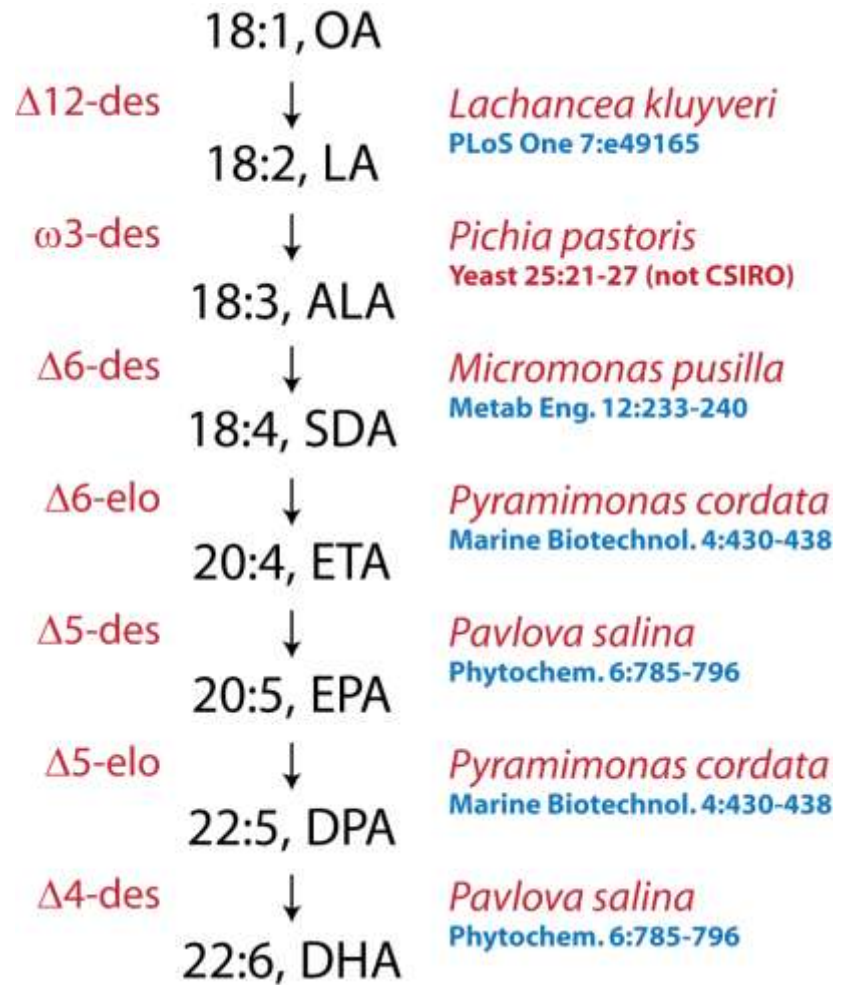 18:1, OA
Δ12-des
Lachancea kluyveri
PLoS One 7:e49165
18:2, LA
ω3-des
Pichia pastoris
Yeast 25:21-27 (not CSIRO)
18:3, ALA
Δ6-des
Micromonas pusilla
Metab Eng. 12:233-240
18:4, SDA
Δ6-elo
Pyramimonas cordata
Marine Biotechnol. 4:430-438
20:4, ETA
Δ5-des
Pavlova salina
Phytochem. 6:785-796
20:5, EPA
Δ5-elo
Pyramimonas cordata
Marine Biotechnol. 4:430-438
22:5, DPA
Δ4-des
Pavlova salina
Phytochem. 6:785-796
22:6, DHA